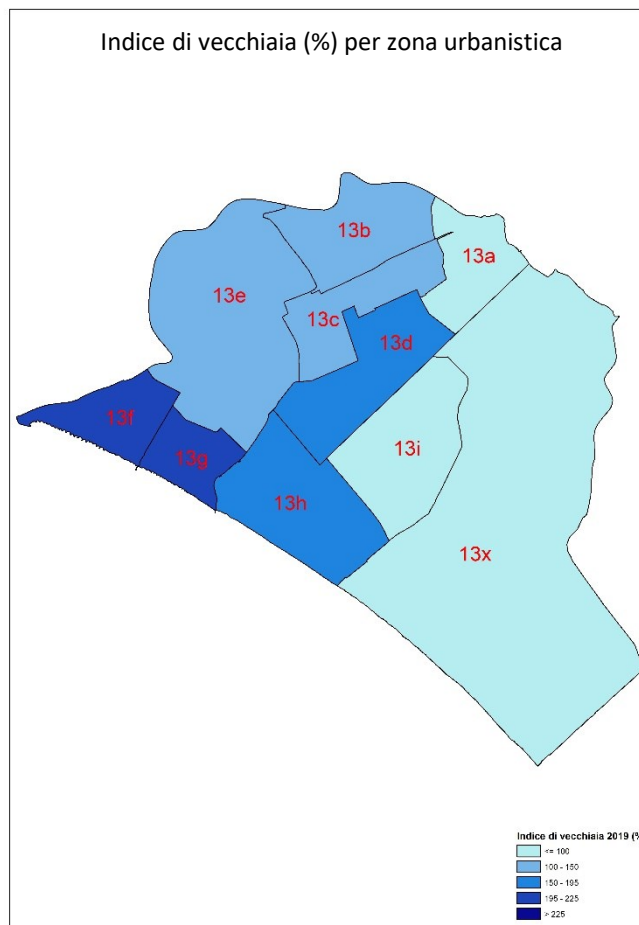 Indice di vecchiaia (%) per zona urbanistica
13b
13a
13e
13c
13d
13f
13g
13i
13h
13x
Indice di vecchiaia 2019 (%
<= 100
100 - 150
150 - 195
195 - 225
> 225